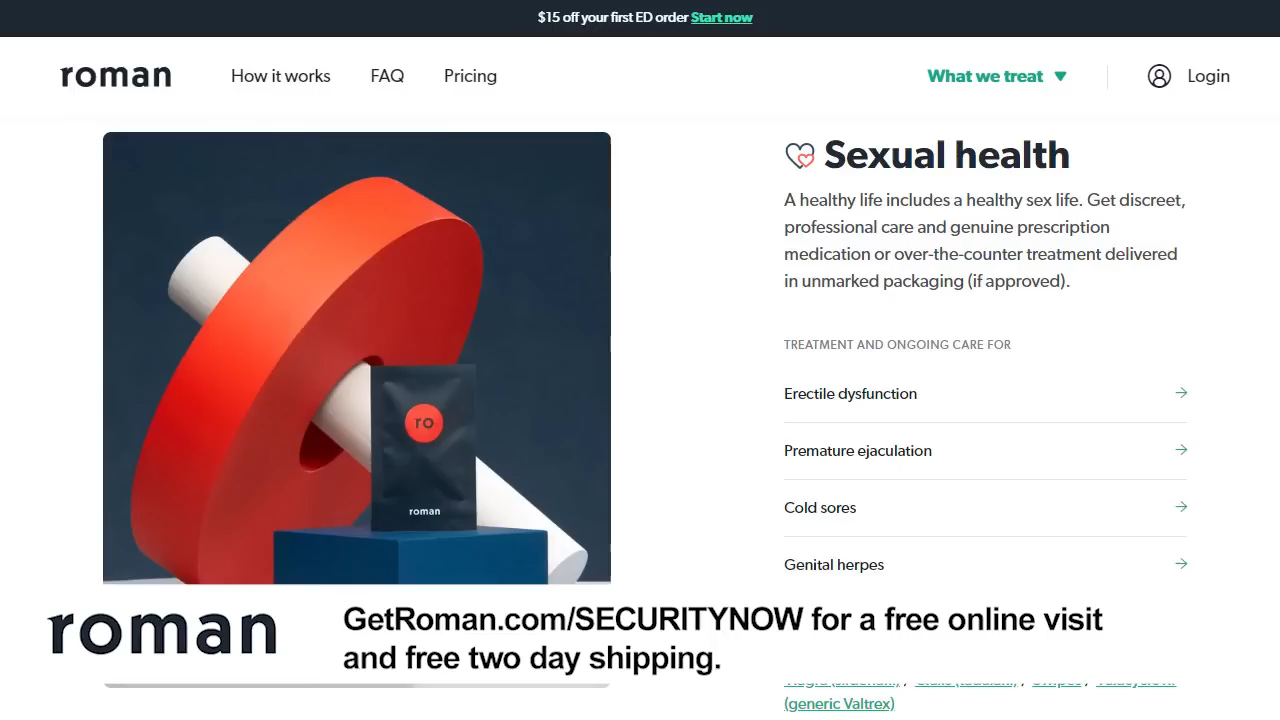 $15 off your first ED order Start now
roman
How it works
FAQ
Pricing
What we treat
Login
ro
roman
Sexual health
A healthy life includes a healthy sex life. Get discreet,
professional care and genuine prescription
medication or over-the-counter treatment delivered
in unmarked packaging (if approved).
TREATMENT AND ONGOING CARE FOR
Erectile dysfunction
Premature ejaculation
Cold sores
Genital herpes
roman
GetRoman.com/SECURITYNOW for a free online visit
and free two day shipping.
(generic Valtrex)